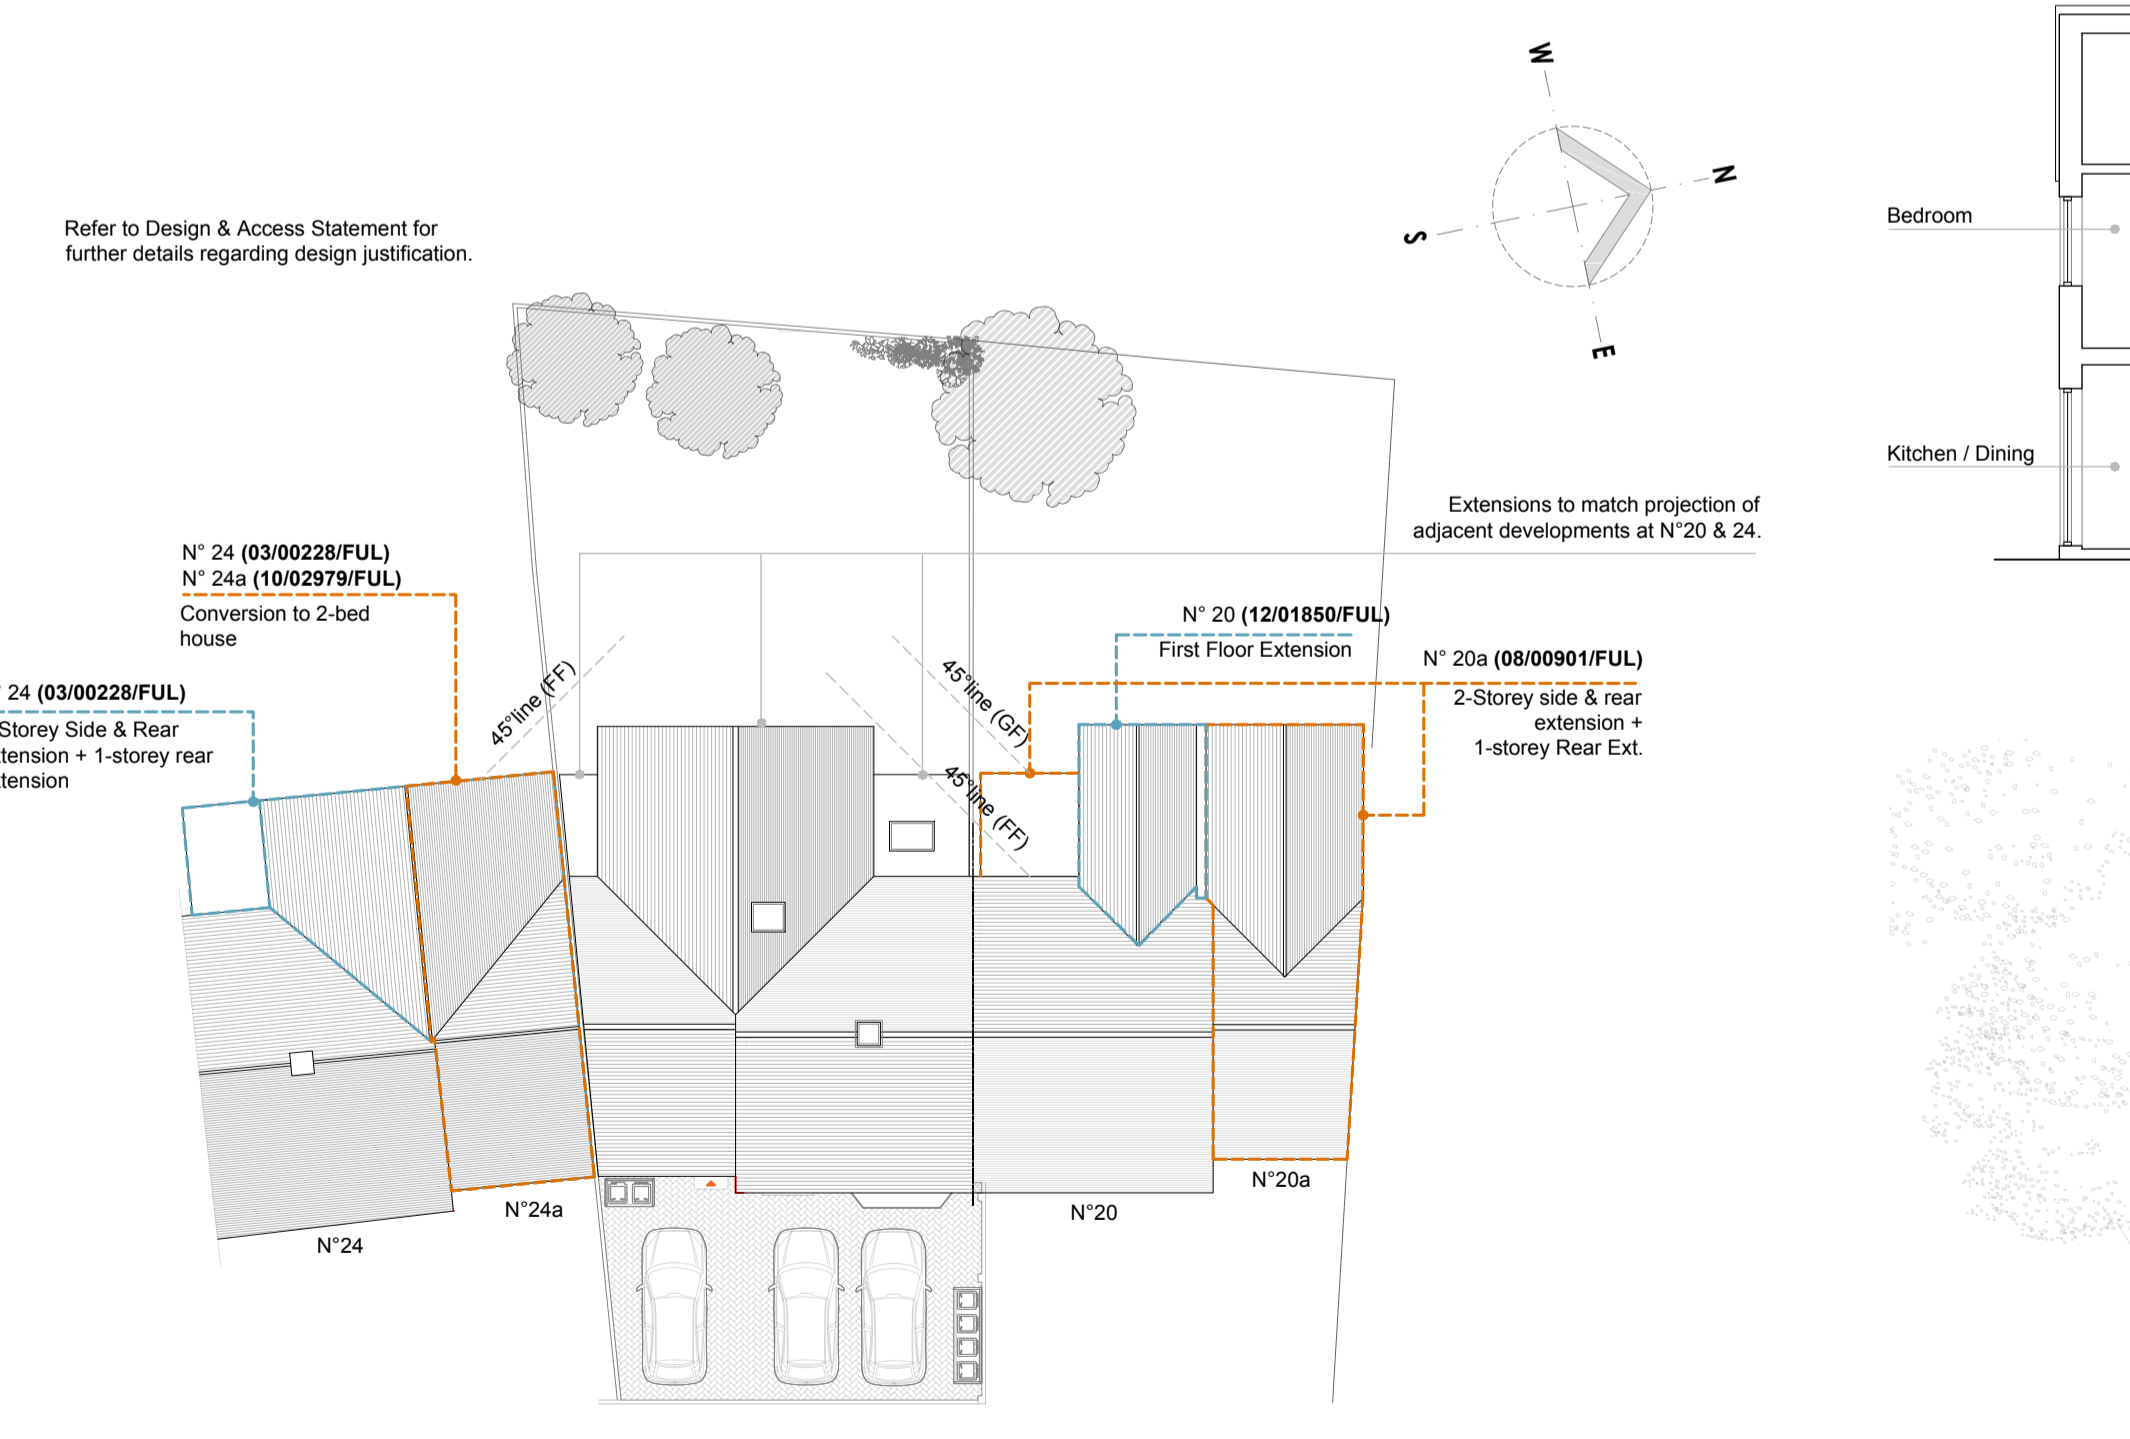 W
N
S
E
Refer to Design & Access Statement for
further details regarding design justification.
Bedroom
Kitchen / Dining
Extensions to match projection of
adjacent developments at N°20 & 24.
N° 24 (03/00228/FUL)
N° 24a (10/02979/FUL)
Conversion to 2-bed
house
24 (03/00228/FUL)
Storey Side & Rear
tension + 1-storey rear
tension
N° 20 (12/01850/FUL)
First Floor Extension
N° 20a (08/00901/FUL)
2-Storey side & rear
extension +
1-storey Rear Ext.
45°line (FF)
45°line (GF)
45°line (FF)
N°24
N°24a
N°20
N°20a